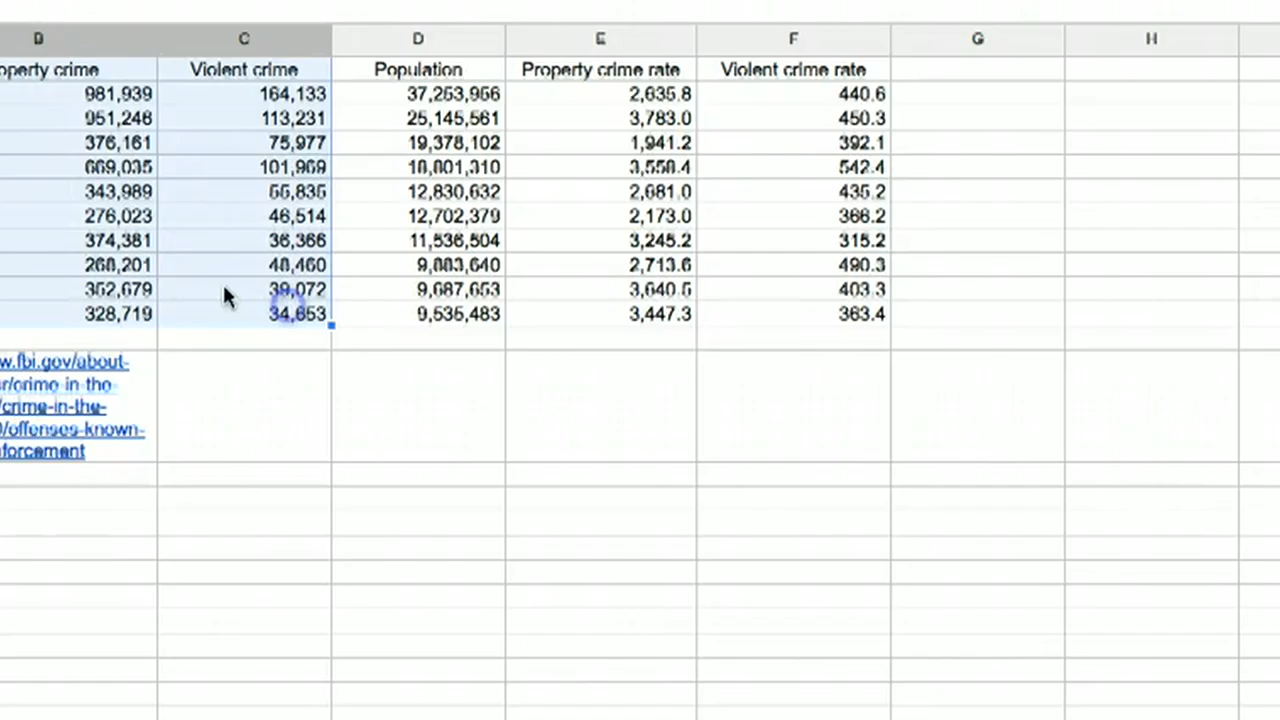 B C D E F G H
operty crime Violent crime Population Property crime rate Violent crime rate
981,939 164,133 37,253,956 2,635.8 440.6
951,246 113,231 25,145,561 3,783.0 450.3
376,161 75,977 19,378,102 1,941.2 392.1
669,035 101,969 18,801,310 3,558.4 542.4
343,989 55,835 12,830,632 2,681.0 435.2
276,023 46,514 12,702,379 2,173.0 366.2
374,381 36,366 11,536,504 3,245.2 315.2
268,201 48,460 9,883,640 2,713.6 490.3
352,679 39,072 9,687,653 3,640.5 403.3
328,719 34,653 9,535,483 3,447.3 363.4
w.fbi.gov/about-
r/crime-in-the-
/crime-in-the-
0/offenses-known-
forcement